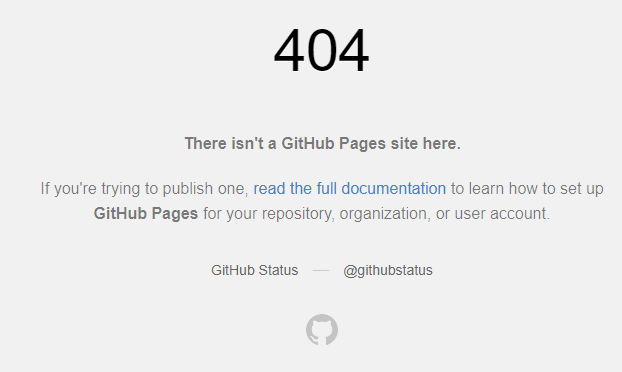 404
There isn't a GitHub Pages site here.
If you're trying to publish one, read the full documentation to learn how to set up
GitHub Pages for your repository, organization, or user account.
GitHub Status — @githubstatus